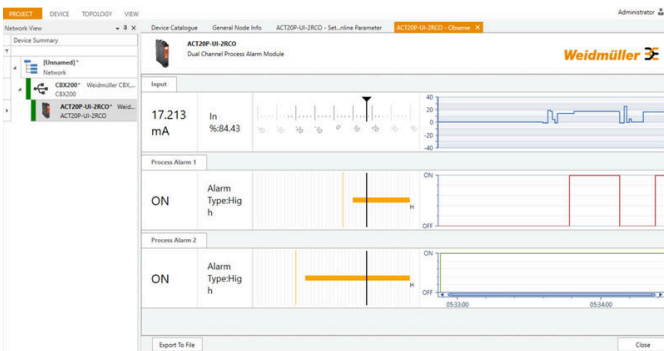 PROJECT DEVICE TOPOLOGY VIEW
Administrator
Network View
Device Catalogue General Node Info ACT20P-UI-2RCO - Set...nline Parameter ACT20P-UI-2RCO - Observe
Device Summary
ACT20P-UI-2RCO
Dual Channel Process Alarm Module
Weidmüller
[Unnamed]*
Network
CBX200* Weidmüller CBX,...
CBX200
ACT20P-UI-2RCO* Weid...
ACT20P-UI-2RCO
Input
17.213
mA
In
%:84.43
40
20
0
-20
-40
Process Alarm 1
ON
Alarm
Type:Hig
h
H
ON
OFF
Process Alarm 2
ON
Alarm
Type:Hig
h
H
ON
OFF
05:33:00 05:34:00
Export To File
Close